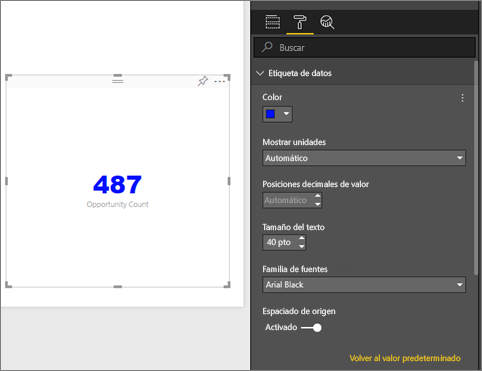 487
Opportunity Count
Buscar
Etiqueta de datos
Color
Mostrar unidades
Automático
Posiciones decimales de valor
Automático
Tamaño del texto
40 pto
Familia de fuentes
Arial Black
Espaciado de origen
Activado
Volver al valor predeterminado